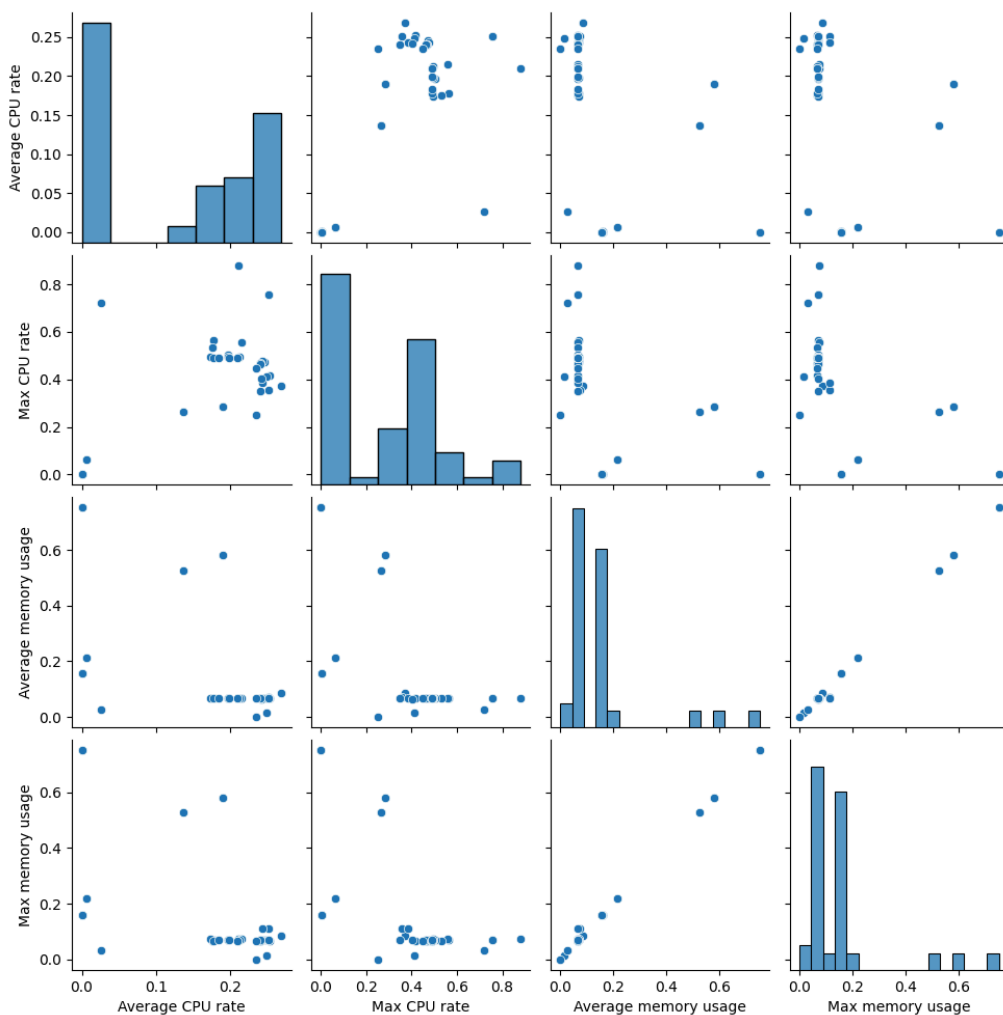 Average CPU rate
0.25
0.20
0.15
0.10
0.05
0.00
Max CPU rate
0.8
0.6
0.4
0.2
0.0
Average memory usage
0.6
0.4
0.2
0.0
Max memory usage
0.6
0.4
0.2
0.0
0.0 0.1 0.2
0.0 0.2 0.4 0.6 0.8
0.0 0.2 0.4 0.6
0.0 0.2 0.4 0.6
Average CPU rate
Max CPU rate
Average memory usage
Max memory usage